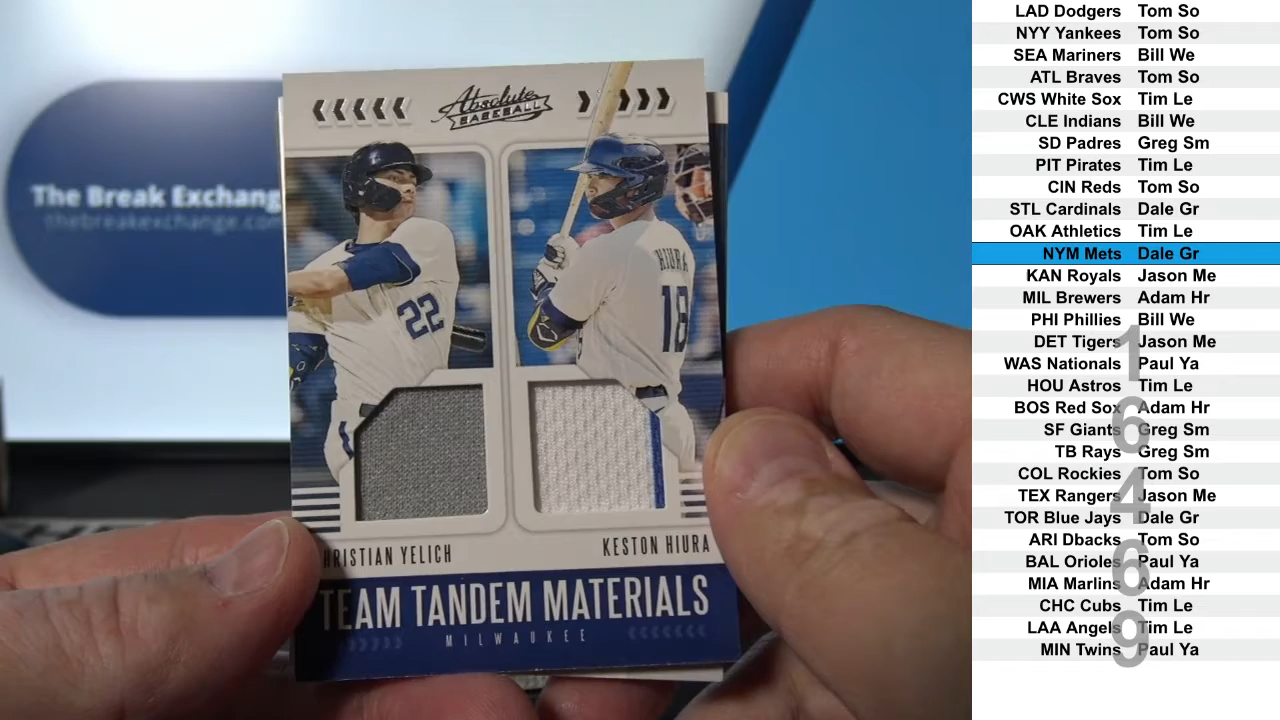 The Break Exchang
thebreakexchange.com
Absolute
BASEBALL
22
HIURA
18
HRISTIAN YELICH
KESTON HIURA
TEAM TANDEM MATERIALS
MILWAUKEE
LAD Dodgers Tom So
NYY Yankees Tom So
SEA Mariners Bill We
ATL Braves Tom So
CWS White Sox Tim Le
CLE Indians Bill We
SD Padres Greg Sm
PIT Pirates Tim Le
CIN Reds Tom So
STL Cardinals Dale Gr
OAK Athletics Tim Le
NYM Mets Dale Gr
KAN Royals Jason Me
MIL Brewers Adam Hr
PHI Phillies Bill We
DET Tigers Jason Me
WAS Nationals Paul Ya
HOU Astros Tim Le
BOS Red Sox Adam Hr
SF Giants Greg Sm
TB Rays Greg Sm
COL Rockies Tom So
TEX Rangers Jason Me
TOR Blue Jays Dale Gr
ARI Dbacks Tom So
BAL Orioles Paul Ya
MIA Marlins Adam Hr
CHC Cubs Tim Le
LAA Angels Tim Le
MIN Twins Paul Ya
1
6
4
6
9